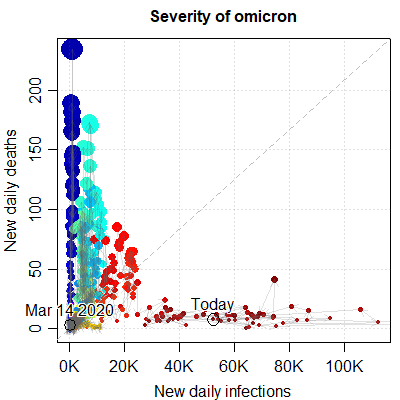 Severity of omicron
New daily deaths
200
150
100
50
0
Mar 14 2020
Today
0K 20K 40K 60K 80K 100K
New daily infections